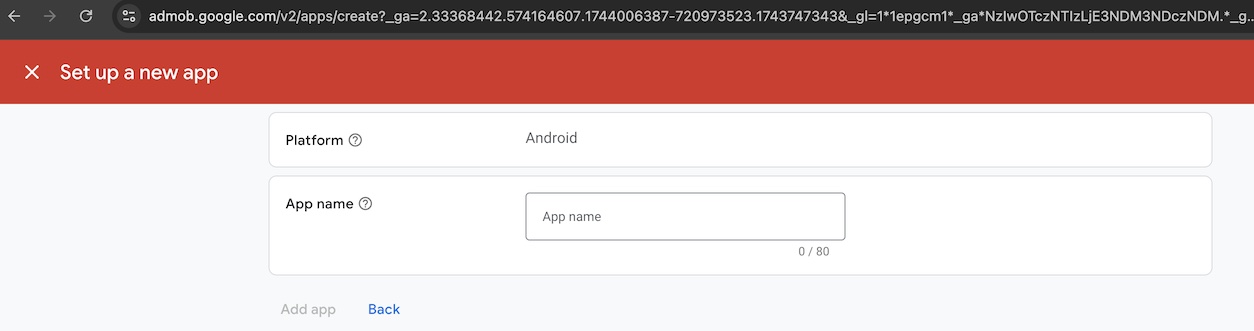 admob.google.com/v2/apps/create?_ga=2.33368442.574164607.1744006387-720973523.1743747343&_gl=1*1epgcm1*_ga*NzIwOTczNTIzLjE3NDM3NDczNDM.*_g...
Set up a new app
Platform
Android
App name
App name
0 / 80
Add app Back